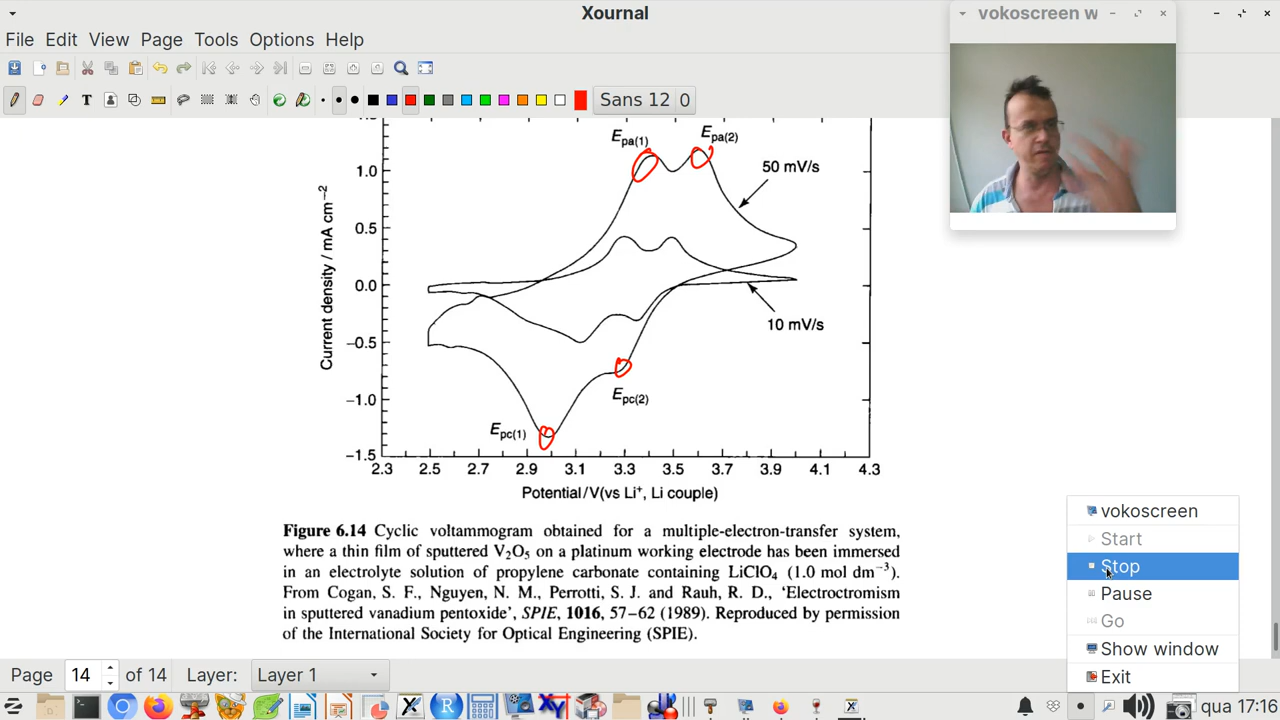 Xournal
vokoscreen w
File Edit View Page Tools Options Help
Sans 12 0
Epa(1)
Epa(2)
1.0
50 mV/s
0.5
0.0
10 mV/s
−0.5
Epc(2)
−1.0
Epc(1)
−1.5
Current density / mA cm−2
2.3 2.5 2.7 2.9 3.1 3.3 3.5 3.7 3.9 4.1 4.3
Potential/V(vs Li+, Li couple)
Figure 6.14 Cyclic voltammogram obtained for a multiple-electron-transfer system,
where a thin film of sputtered V2O5 on a platinum working electrode has been immersed
in an electrolyte solution of propylene carbonate containing LiClO4 (1.0 mol dm−3).
From Cogan, S. F., Nguyen, N. M., Perrotti, S. J. and Rauh, R. D., ‘Electroctromism
in sputtered vanadium pentoxide’, SPIE, 1016, 57–62 (1989). Reproduced by permission
of the International Society for Optical Engineering (SPIE).
vokoscreen
Start
Stop
Pause
Go
Show window
Exit
Page 14 of 14 Layer: Layer 1
qua 17:16